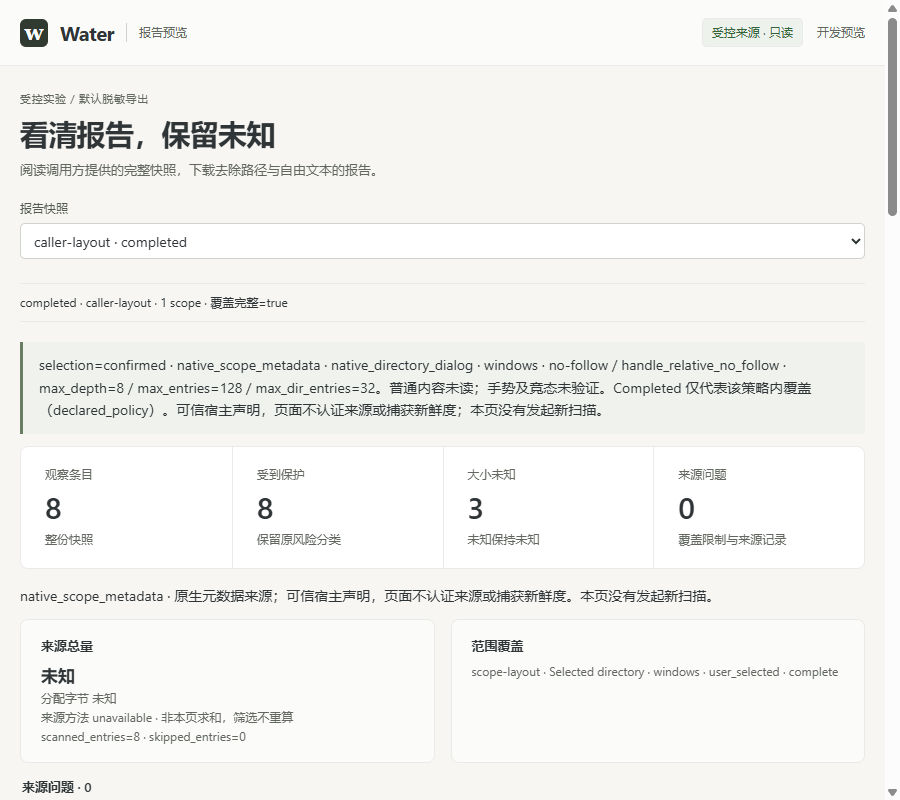 W Water 报告预览 受控来源 · 只读 开发预览
受控实验 / 默认脱敏导出
看清报告，保留未知
阅读调用方提供的完整快照，下载去除路径与自由文本的报告。
报告快照
caller-layout · completed
completed · caller-layout · 1 scope · 覆盖完整=true
selection=confirmed · native_scope_metadata · native_directory_dialog · windows · no-follow / handle_relative_no_follow ·
max_depth=8 / max_entries=128 / max_dir_entries=32。普通内容未读；手势及竞态未验证。Completed 仅代表该策略内覆盖
（declared_policy）。可信宿主声明，页面不认证来源或捕获新鲜度；本页没有发起新扫描。
观察条目
8
整份快照
受到保护
8
保留原风险分类
大小未知
3
未知保持未知
来源问题
0
覆盖限制与来源记录
native_scope_metadata · 原生元数据来源；可信宿主声明，页面不认证来源或捕获新鲜度。本页没有发起新扫描。
来源总量
未知
分配字节 未知
来源方法 unavailable · 非本页求和，筛选不重算
scanned_entries=8 · skipped_entries=0
范围覆盖
scope-layout · Selected directory · windows · user_selected · complete
来源问题 · 0